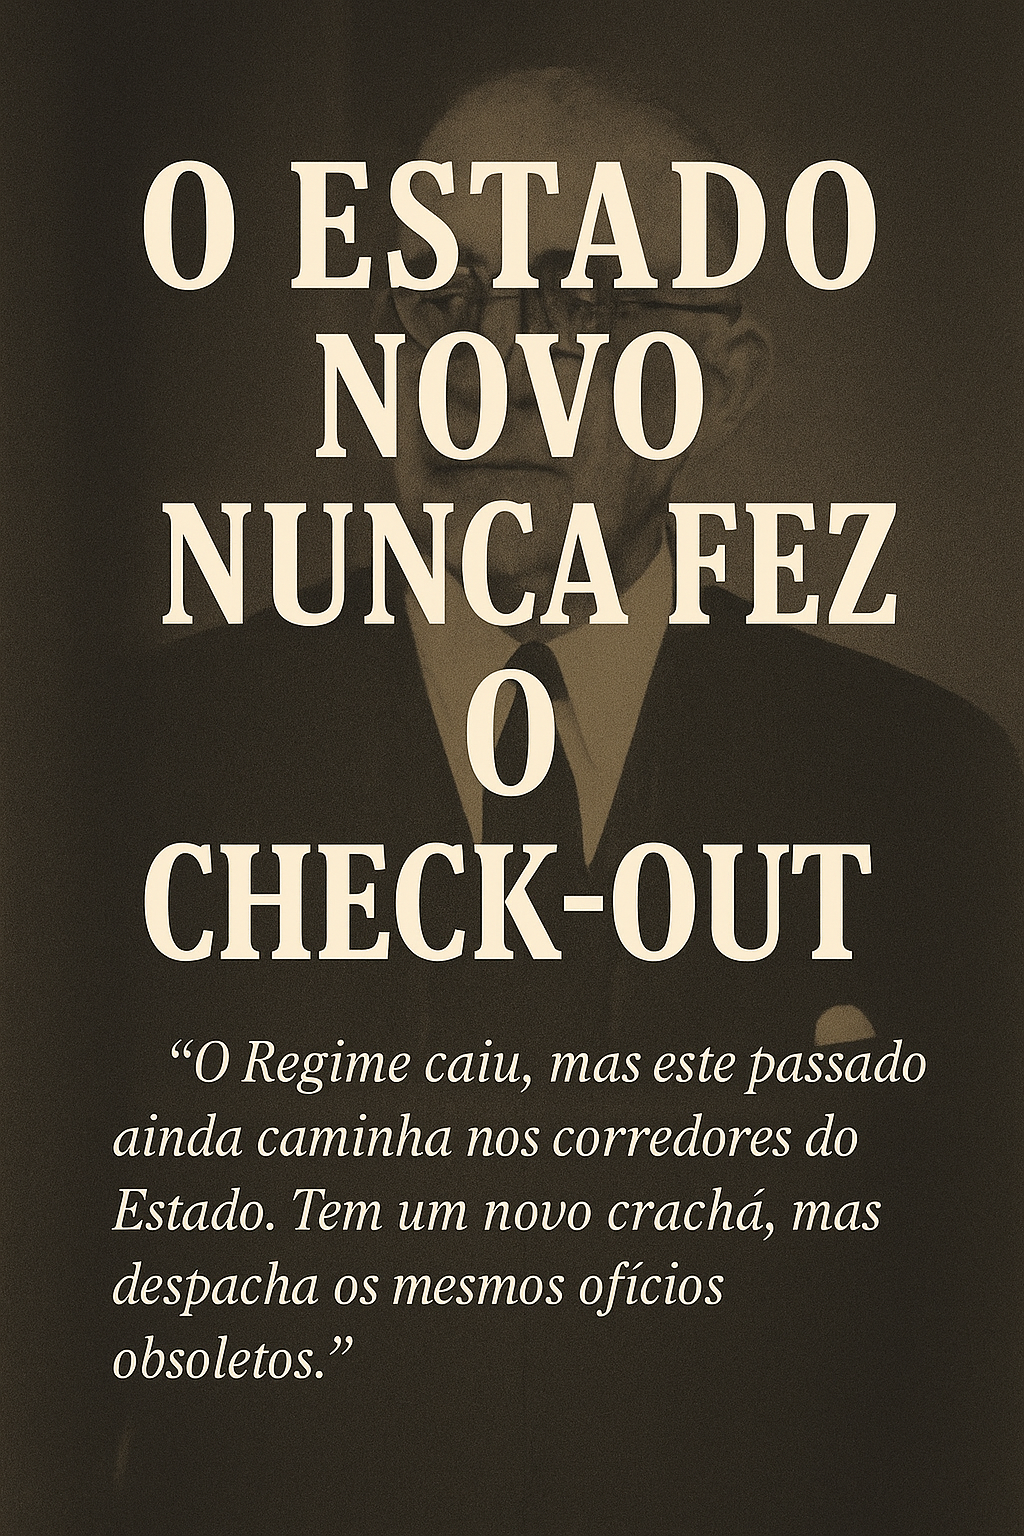 O ESTADO
NOVO
NUNCA FEZ
O
CHECK-OUT
“O Regime caiu, mas este passado
ainda caminha nos corredores do
Estado. Tem um novo crachá, mas
despacha os mesmos ofícios
obsoletos.”